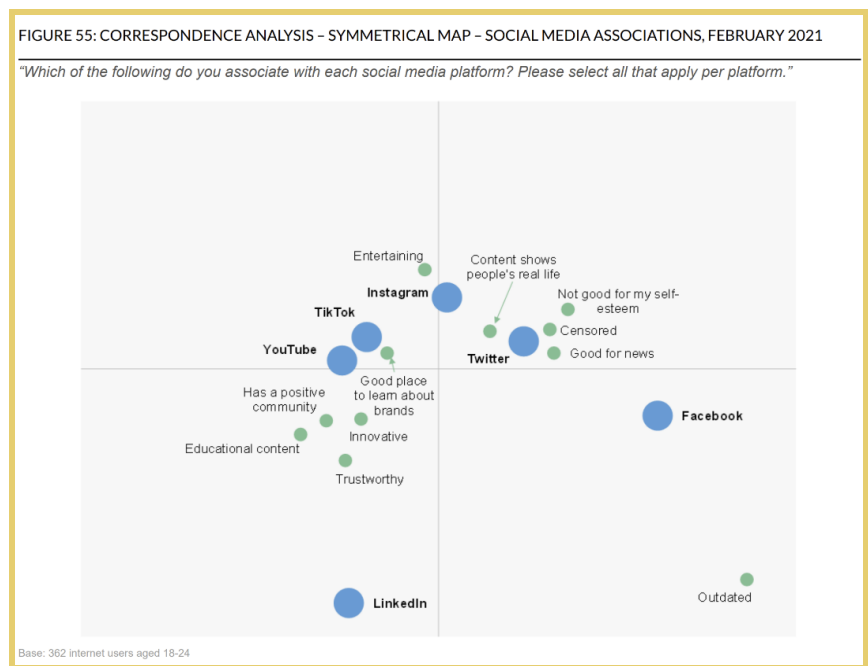 FIGURE 55: CORRESPONDENCE ANALYSIS – SYMMETRICAL MAP – SOCIAL MEDIA ASSOCIATIONS, FEBRUARY 2021
“Which of the following do you associate with each social media platform? Please select all that apply per platform.”
Entertaining
Content shows
people's real life
Instagram
Not good for my self-
esteem
TikTok
Censored
YouTube
Twitter
Good for news
Good place
to learn about
brands
Has a positive
community
Facebook
Innovative
Educational content
Trustworthy
Outdated
LinkedIn
Base: 362 internet users aged 18-24